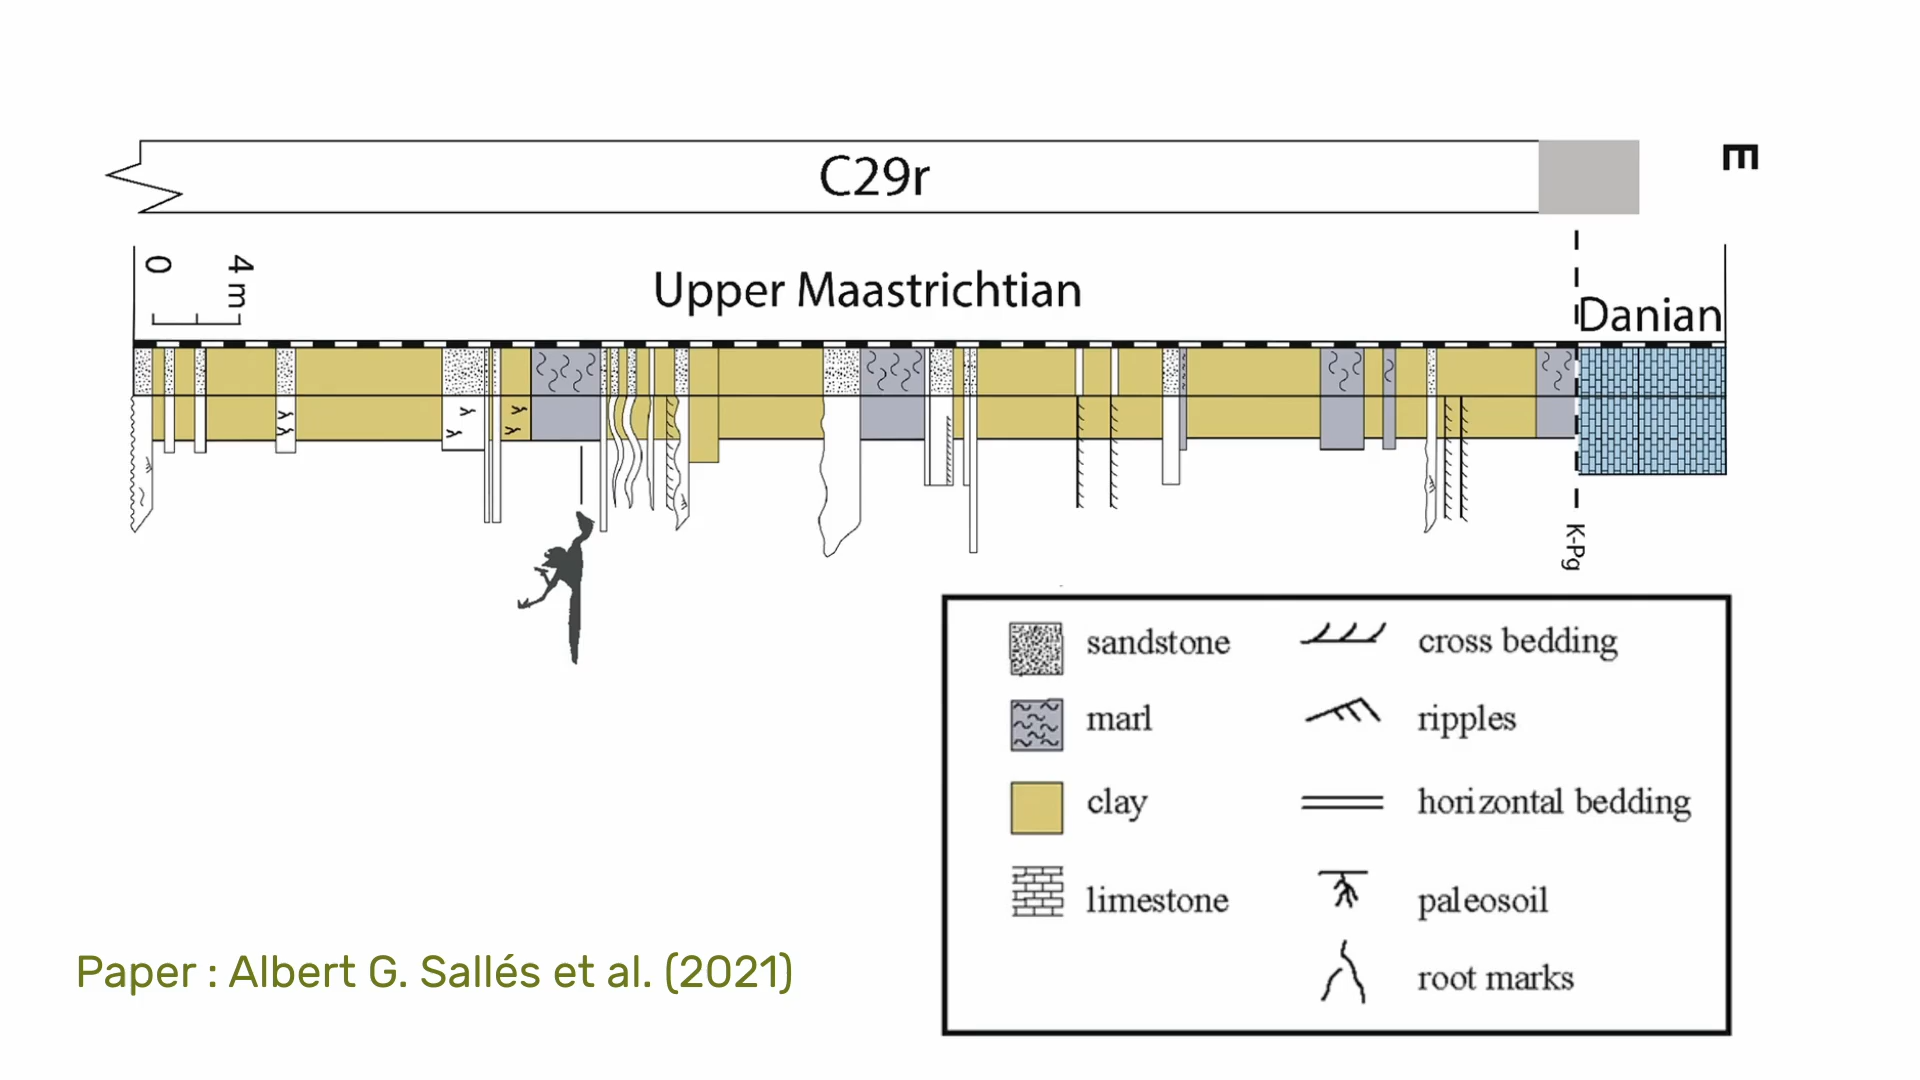 C29r
E
0
4 m
Upper Maastrichtian
Danian
K-Pg
sandstone
cross bedding
marl
ripples
clay
horizontal bedding
limestone
paleosoil
root marks
Paper : Albert G. Sallés et al. (2021)